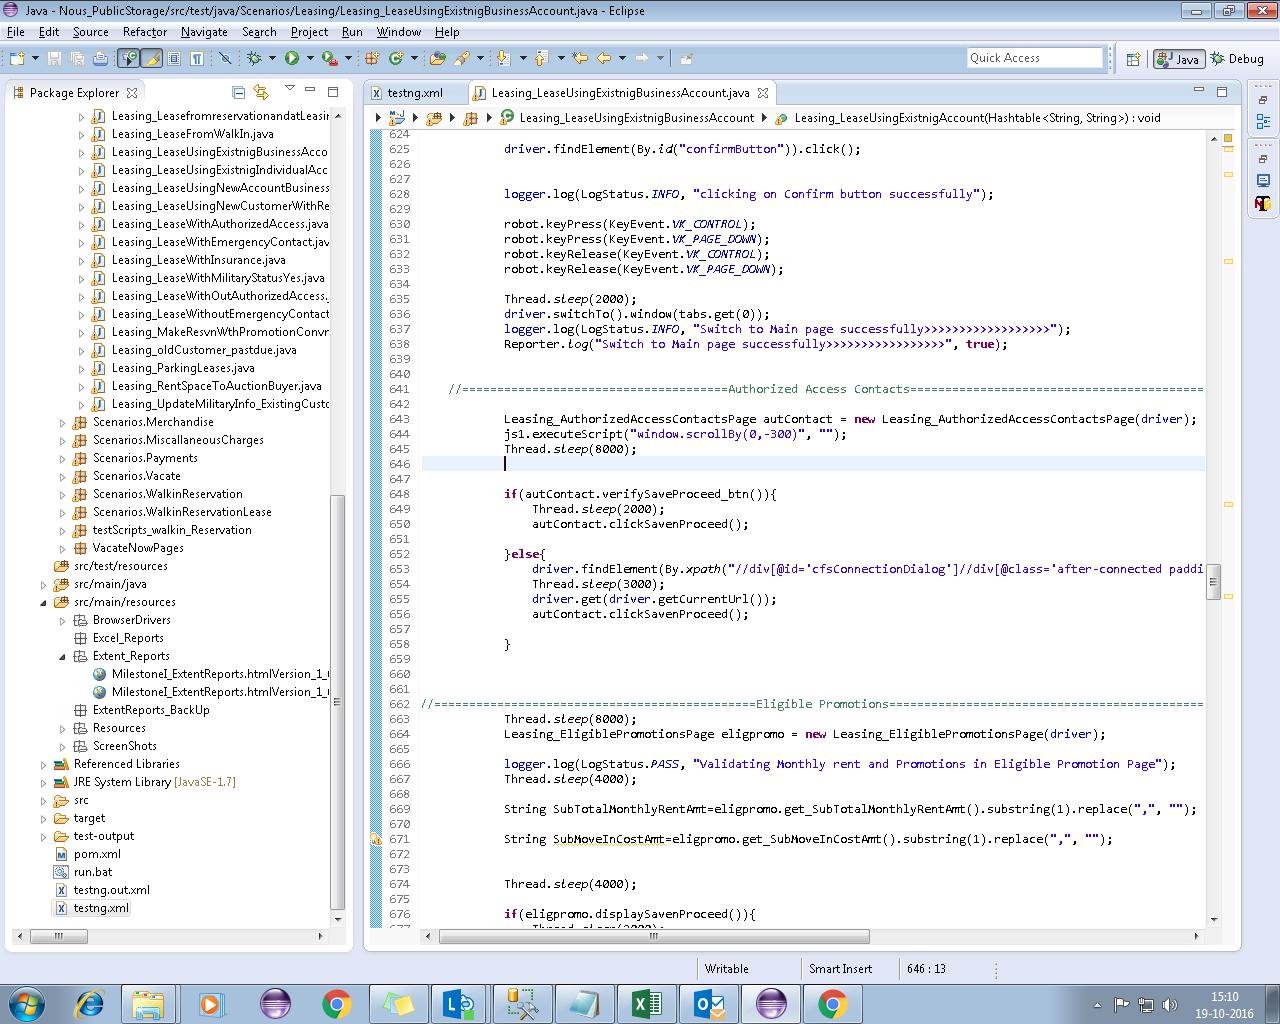 Java - Nous_PublicStorage/src/test/java/Scenarios/Leasing/Leasing_LeaseUsingExistnigBusinessAccount.java - Eclipse
File Edit Source Refactor Navigate Search Project Run Window Help
Quick Access
Java
Debug
Package Explorer
Leasing_LeasefromreservationandatLeasin
Leasing_LeaseFromWalkIn.java
Leasing_LeaseUsingExistnigBusinessAcco
Leasing_LeaseUsingExistnigIndividualAcc
Leasing_LeaseUsingNewAccountBusiness
Leasing_LeaseUsingNewCustomerWithRe
Leasing_LeaseWithAuthorizedAccess.java
Leasing_LeaseWithEmergencyContact.jav
Leasing_LeaseWithInsurance.java
Leasing_LeaseWithMilitaryStatusYes.java
Leasing_LeaseWithOutAuthorizedAccess.
Leasing_LeaseWithoutEmergencyContact
Leasing_MakeResvnWthPromotionConvr
Leasing_oldCustomer_pastdue.java
Leasing_ParkingLeases.java
Leasing_RentSpaceToAuctionBuyer.java
Leasing_UpdateMilitaryInfo_ExistingCusto
Scenarios.Merchandise
Scenarios.MiscallaneousCharges
Scenarios.Payments
Scenarios.Vacate
Scenarios.WalkinReservation
Scenarios.WalkinReservationLease
testScripts_walkin_Reservation
VacateNowPages
src/test/resources
src/main/java
src/main/resources
BrowserDrivers
Excel_Reports
Extent_Reports
MilestoneI_ExtentReports.htmlVersion_1_
MilestoneI_ExtentReports.htmlVersion_1_
ExtentReports_BackUp
Resources
ScreenShots
Referenced Libraries
JRE System Library [JavaSE-1.7]
src
target
test-output
pom.xml
run.bat
testng.out.xml
testng.xml
testng.xml
Leasing_LeaseUsingExistnigBusinessAccount.java
Leasing_LeaseUsingExistnigBusinessAccount
Leasing_LeaseUsingExistnigAccount(Hashtable<String, String>) : void
624
625 driver.findElement(By.id("confirmButton")).click();
626
627
628 logger.log(LogStatus.INFO, "clicking on Confirm button successfully");
629
630 robot.keyPress(KeyEvent.VK_CONTROL);
631 robot.keyPress(KeyEvent.VK_PAGE_DOWN);
632 robot.keyRelease(KeyEvent.VK_CONTROL);
633 robot.keyRelease(KeyEvent.VK_PAGE_DOWN);
634
635 Thread.sleep(2000);
636 driver.switchTo().window(tabs.get(0));
637 logger.log(LogStatus.INFO, "Switch to Main page successfully>>>>>>>>>>>>>>>>>>");
638 Reporter.log("Switch to Main page successfully>>>>>>>>>>>>>>>>>", true);
639
640
641 //======================================Authorized Access Contacts==========================================
642
643 Leasing_AuthorizedAccessContactsPage autContact = new Leasing_AuthorizedAccessContactsPage(driver);
644 js1.executeScript("window.scrollBy(0,-300)", "");
645 Thread.sleep(8000);
646
647
648 if(autContact.verifySaveProceed_btn()){
649 Thread.sleep(2000);
650 autContact.clickSavenProceed();
651
652 }else{
653 driver.findElement(By.xpath("//div[@id='cfsConnectionDialog']//div[@class='after-connected paddi
654 Thread.sleep(3000);
655 driver.get(driver.getCurrentUrl());
656 autContact.clickSavenProceed();
657
658 }
659
660
661
662 //==============================================Eligible Promotions=============================================
663 Thread.sleep(8000);
664 Leasing_EligiblePromotionsPage eligpromo = new Leasing_EligiblePromotionsPage(driver);
665
666 logger.log(LogStatus.PASS, "Validating Monthly rent and Promotions in Eligible Promotion Page");
667 Thread.sleep(4000);
668
669 String SubTotalMonthlyRentAmt=eligpromo.get_SubTotalMonthlyRentAmt().substring(1).replace(",", "");
670
671 String SubMoveInCostAmt=eligpromo.get_SubMoveInCostAmt().substring(1).replace(",", "");
672
673
674 Thread.sleep(4000);
675
676 if(eligpromo.displaySavenProceed()){
677 Thread.sleep(2000);
Writable
Smart Insert
646 : 13
15:10
19-10-2016